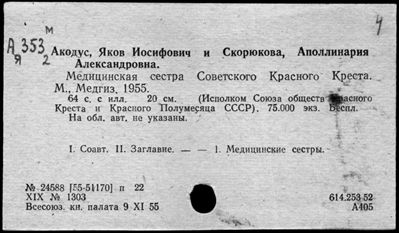 4
м
А 353
Я 2
Акодус, Яков Иосифович и Скорюкова, Аполлинария
Александровна.
Медицинская сестра Советского Красного Креста.
М., Медгиз, 1955.
64 с. с илл. 20 см. (Исполком Союза обществ Красного
Креста и Красного Полумесяца СССР). 75.000 экз. Беспл.
На обл. авт. не указаны.
I. Соавт. II. Заглавие. — — 1. Медицинские сестры.
№ 24588 [55-51170] п 22
XIX № 1303
614.253.52
Всесоюз. кн. палата 9 XI 55
А405